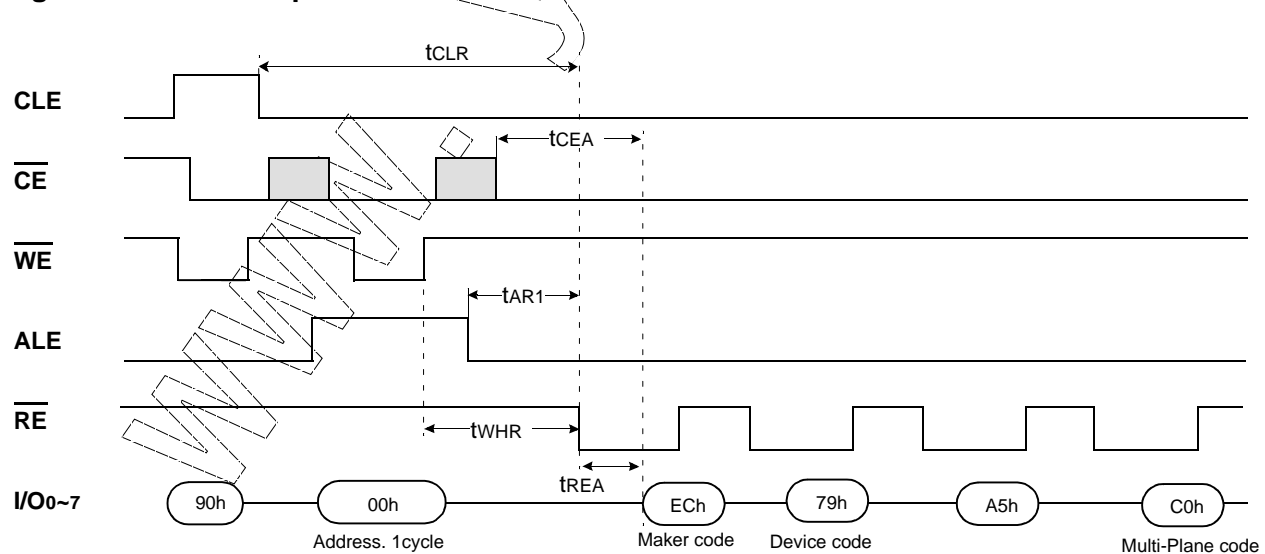 tCLR
CLE
tCEA
CE
WE
tAR1
ALE
RE
tWHR
tREA
I/O0~7
90h
00h
ECh
79h
A5h
C0h
Address. 1cycle
Maker code
Device code
Multi-Plane code